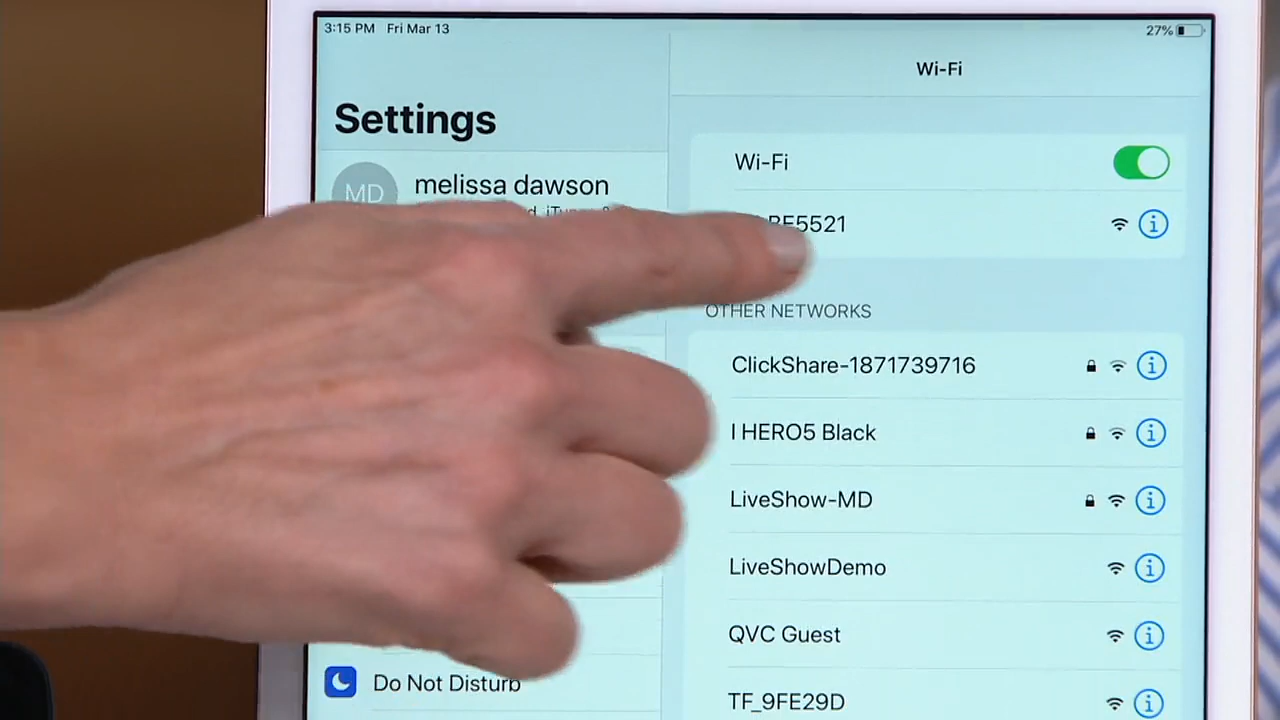 3:15 PM Fri Mar 13
27%
Wi-Fi
Settings
Wi-Fi
MD
melissa dawson
BF5521
OTHER NETWORKS
ClickShare-1871739716
I HERO5 Black
LiveShow-MD
LiveShowDemo
QVC Guest
Do Not Disturb
TF_9FE29D